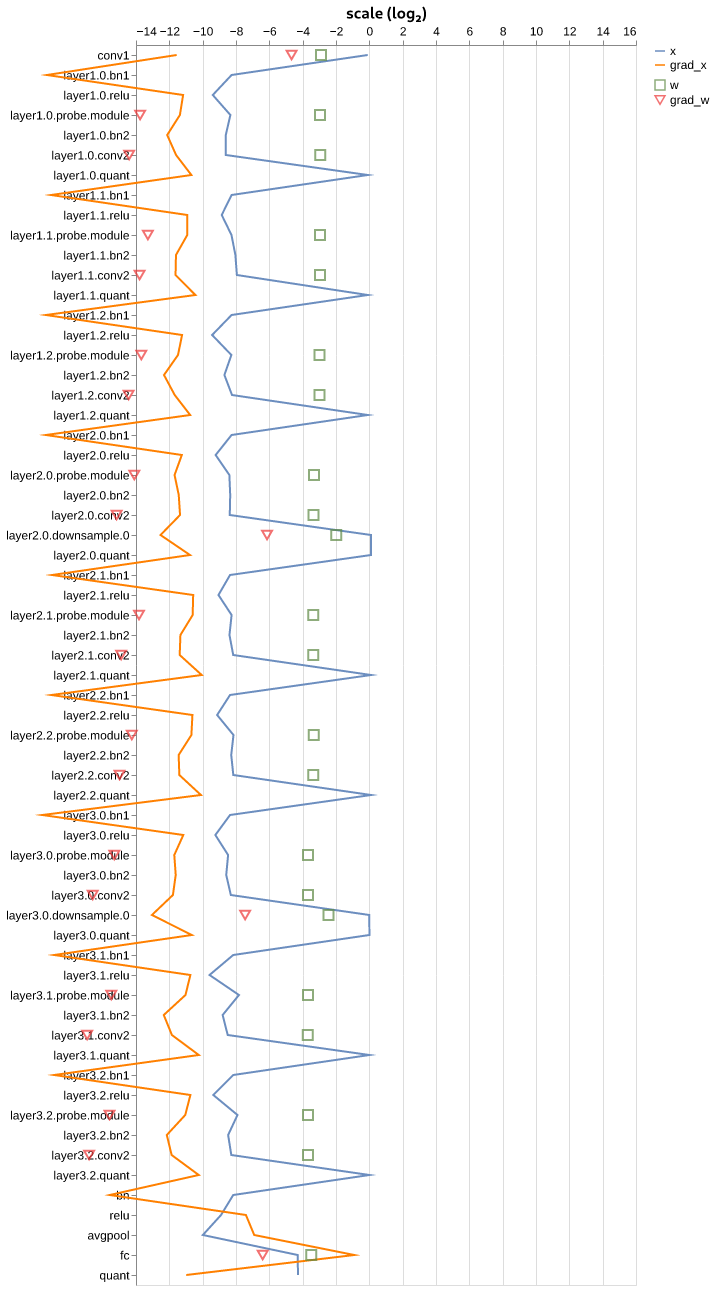 scale (log₂)
−14 −12 −10 −8 −6 −4 −2 0 2 4 6 8 10 12 14 16
x
grad_x
w
grad_w
conv1
layer1.0.bn1
layer1.0.relu
layer1.0.probe.module
layer1.0.bn2
layer1.0.conv2
layer1.0.quant
layer1.1.bn1
layer1.1.relu
layer1.1.probe.module
layer1.1.bn2
layer1.1.conv2
layer1.1.quant
layer1.2.bn1
layer1.2.relu
layer1.2.probe.module
layer1.2.bn2
layer1.2.conv2
layer1.2.quant
layer2.0.bn1
layer2.0.relu
layer2.0.probe.module
layer2.0.bn2
layer2.0.conv2
layer2.0.downsample.0
layer2.0.quant
layer2.1.bn1
layer2.1.relu
layer2.1.probe.module
layer2.1.bn2
layer2.1.conv2
layer2.1.quant
layer2.2.bn1
layer2.2.relu
layer2.2.probe.module
layer2.2.bn2
layer2.2.conv2
layer2.2.quant
layer3.0.bn1
layer3.0.relu
layer3.0.probe.module
layer3.0.bn2
layer3.0.conv2
layer3.0.downsample.0
layer3.0.quant
layer3.1.bn1
layer3.1.relu
layer3.1.probe.module
layer3.1.bn2
layer3.1.conv2
layer3.1.quant
layer3.2.bn1
layer3.2.relu
layer3.2.probe.module
layer3.2.bn2
layer3.2.conv2
layer3.2.quant
bn
relu
avgpool
fc
quant